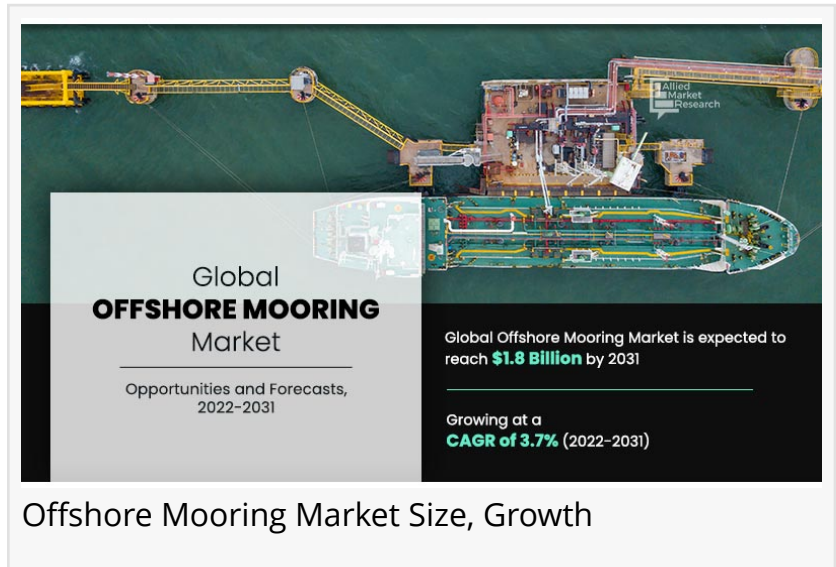 Allied
Market
Research
Global
OFFSHORE MOORING
Market
Opportunities and Forecasts,
2022-2031
Global Offshore Mooring Market is expected to
reach $1.8 Billion by 2031
Growing at a
CAGR of 3.7% (2022-2031)
Offshore Mooring Market Size, Growth